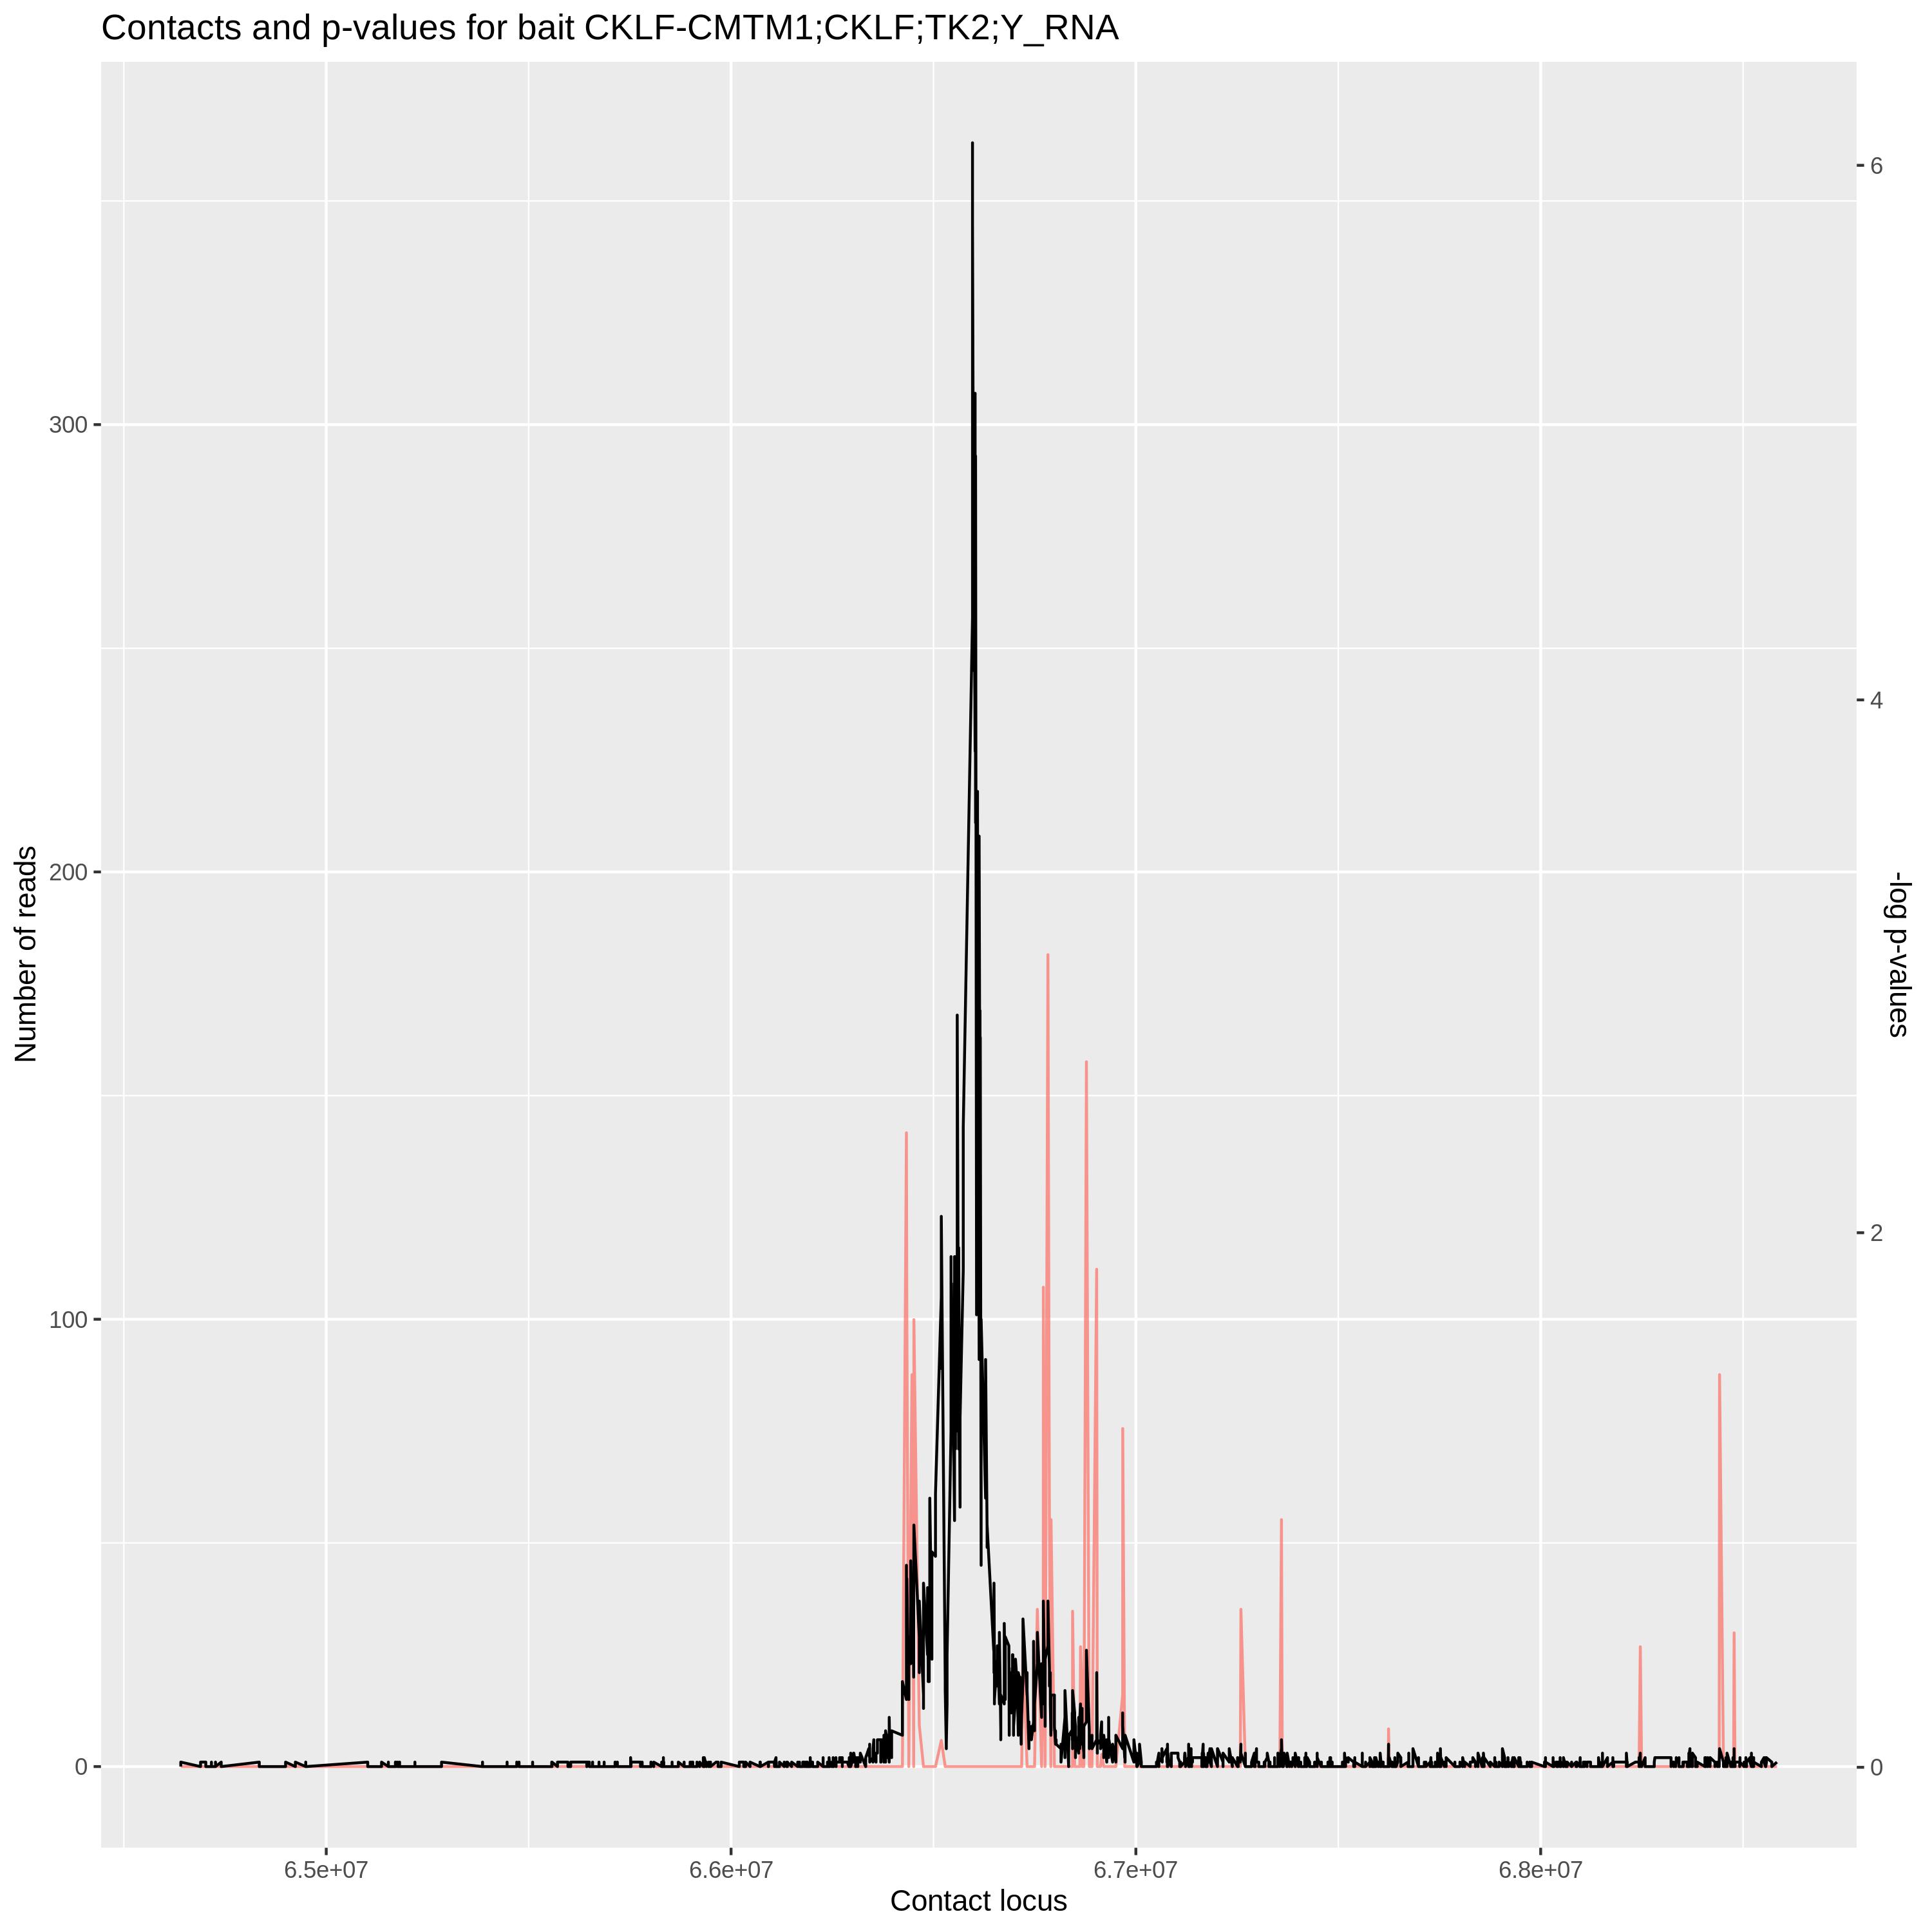 Contacts and p-values for bait CKLF-CMTM1;CKLF;TK2;Y_RNA
Number of reads
300
200
100
0
6
4
2
0
-log p-values
6.5e+07
6.6e+07
6.7e+07
6.8e+07
Contact locus